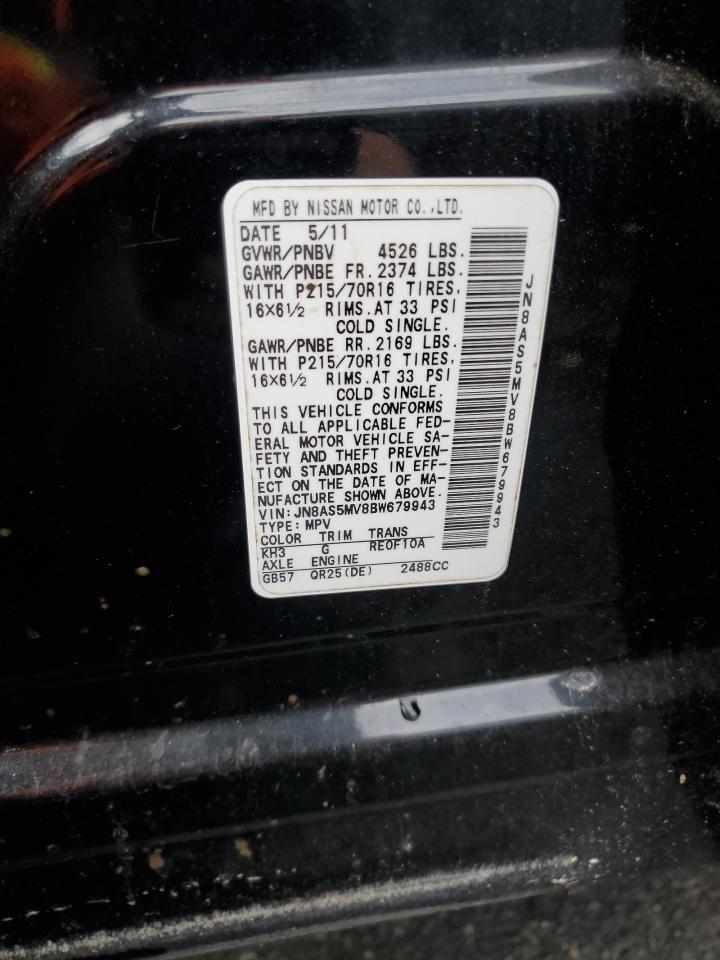 MFD BY NISSAN MOTOR CO.,LTD.
DATE 5/11
GVWR/PNBV 4526 LBS.
GAWR/PNBE FR. 2374 LBS.
WITH P215/70R16 TIRES,
16×6½ RIMS.AT 33 PSI
COLD SINGLE.
GAWR/PNBE RR. 2169 LBS.
WITH P215/70R16 TIRES,
16×6½ RIMS.AT 33 PSI
COLD SINGLE.
THIS VEHICLE CONFORMS
TO ALL APPLICABLE FED-
ERAL MOTOR VEHICLE SA-
FETY AND THEFT PREVEN-
TION STANDARDS IN EFF-
ECT ON THE DATE OF MA-
NUFACTURE SHOWN ABOVE.
VIN:JN8AS5MV8BW679943
TYPE:MPV
COLOR TRIM TRANS
KH3 G RE0F10A
AXLE ENGINE
GB57 QR25(DE) 2488CC
JN8AS5MV8BW679943